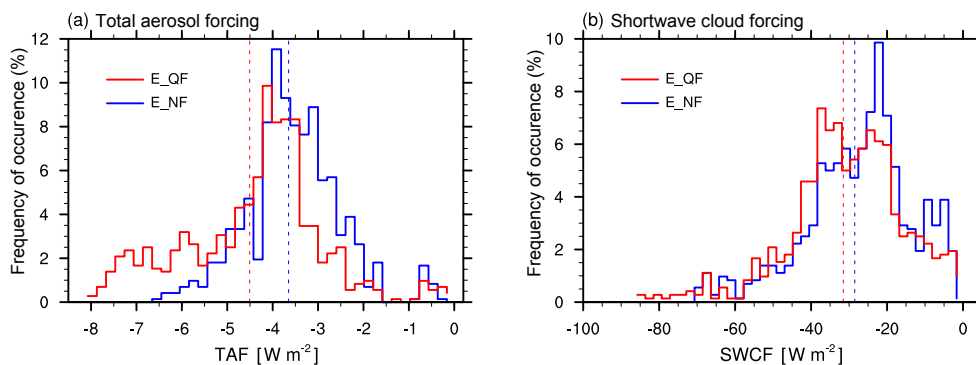 (a) Total aerosol forcing
Frequency of occurence (%)
12
10
8
6
4
2
0
E_QF
E_NF
-8 -7 -6 -5 -4 -3 -2 -1 0
TAF [W m-2]
(b) Shortwave cloud forcing
Frequency of occurence (%)
10
8
6
4
2
0
E_QF
E_NF
-100 -80 -60 -40 -20 0
SWCF [W m-2]